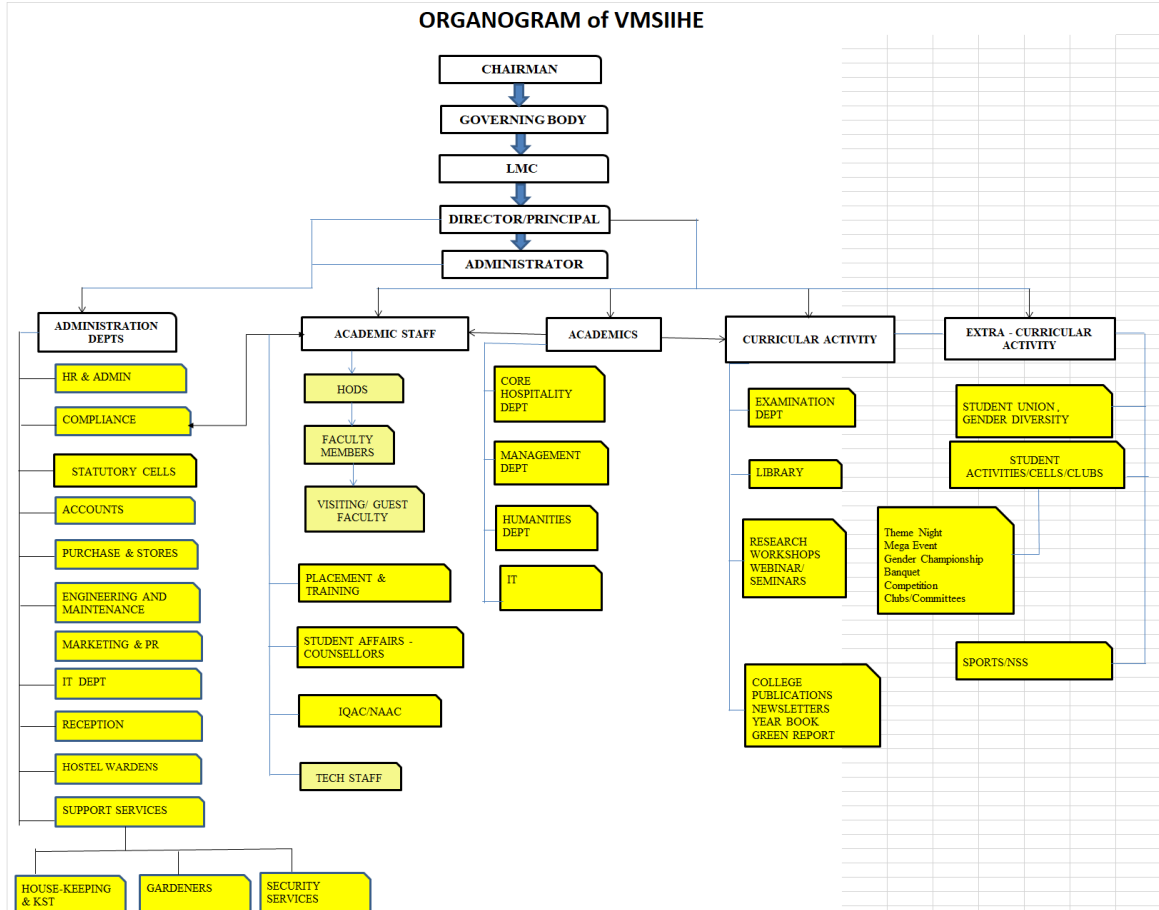 ORGANOGRAM of VMSIIHE
CHAIRMAN
GOVERNING BODY
LMC
DIRECTOR/PRINCIPAL
ADMINISTRATOR
ADMINISTRATION
DEPTS
HR & ADMIN
COMPLIANCE
STATUTORY CELLS
ACCOUNTS
PURCHASE & STORES
ENGINEERING AND
MAINTENANCE
MARKETING & PR
IT DEPT
RECEPTION
HOSTEL WARDENS
SUPPORT SERVICES
HOUSE-KEEPING
& KST
GARDENERS
SECURITY
SERVICES
ACADEMIC STAFF
HODS
FACULTY
MEMBERS
VISITING/ GUEST
FACULTY
PLACEMENT &
TRAINING
STUDENT AFFAIRS -
COUNSELLORS
IQAC/NAAC
TECH STAFF
ACADEMICS
CORE
HOSPITALITY
DEPT
MANAGEMENT
DEPT
HUMANITIES
DEPT
IT
CURRICULAR ACTIVITY
EXAMINATION
DEPT
LIBRARY
RESEARCH
WORKSHOPS
WEBINAR/
SEMINARS
COLLEGE
PUBLICATIONS
NEWSLETTERS
YEAR BOOK
GREEN REPORT
EXTRA - CURRICULAR
ACTIVITY
STUDENT UNION ,
GENDER DIVERSITY
STUDENT
ACTIVITIES/CELLS/CLUBS
Theme Night
Mega Event
Gender Championship
Banquet
Competition
Clubs/Committees
SPORTS/NSS